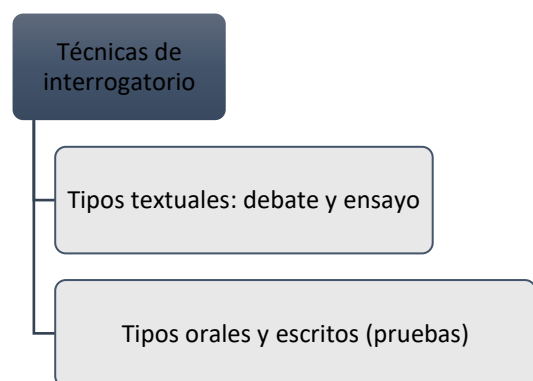 Técnicas de
interrogatorio
Tipos textuales: debate y ensayo
Tipos orales y escritos (pruebas)